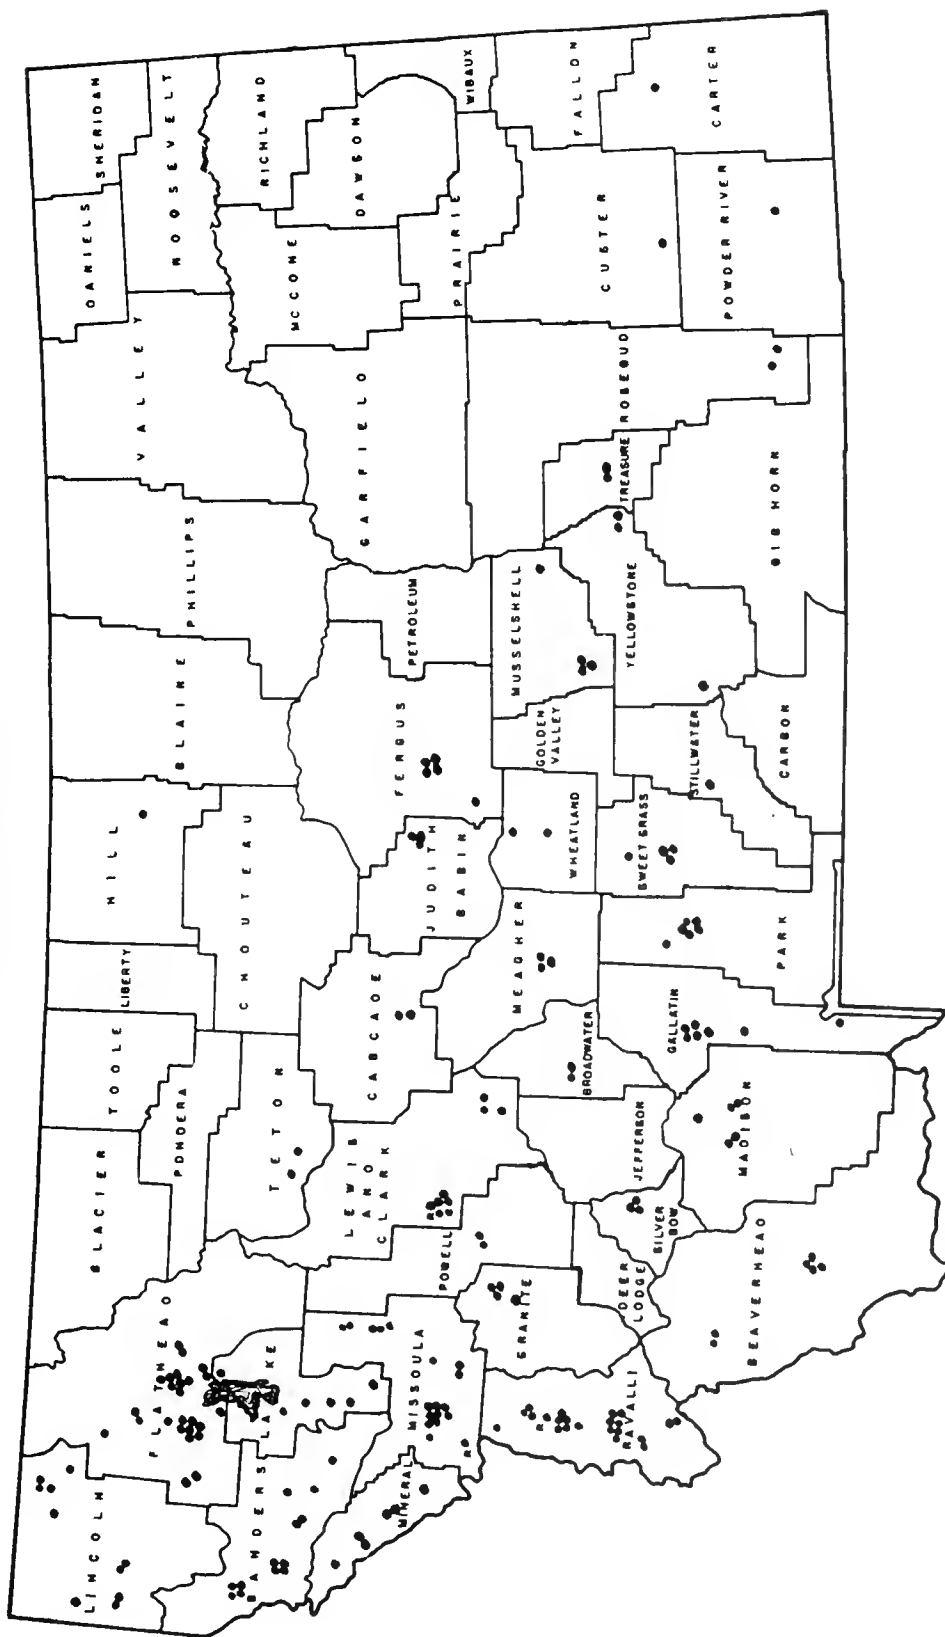 LINCOLN
FLATHEAD
GLACIER
TOOLE
LIBERTY
HILL
BLAINE
PHILLIPS
VALLEY
DANIELS
SHERIDAN
ROOSEVELT
PONDERA
TETON
CHOUTEAU
SANDERS
LAKE
LEWIS
AND
CLARK
CASCADE
JUDITH
BASIN
FERGUS
PETROLEUM
GARFIELD
MCCONE
RICHLAND
DAWSON
PRAIRIE
WIBAUX
MINERAL
MISSOULA
R
POWELL
R
GRANITE
MEAGHER
WHEATLAND
GOLDEN
VALLEY
MUSSELSHELL
TREASURE
ROSEBUD
CUSTER
FALLON
RAVALLI
R
DEER
LODGE
SILVER
BOW
JEFFERSON
BROADWATER
GALLATIN
PARK
SWEET GRASS
STILLWATER
YELLOWSTONE
BIG HORN
POWDER RIVER
CARTER
BEAVERHEAD
MADISON
CARBON